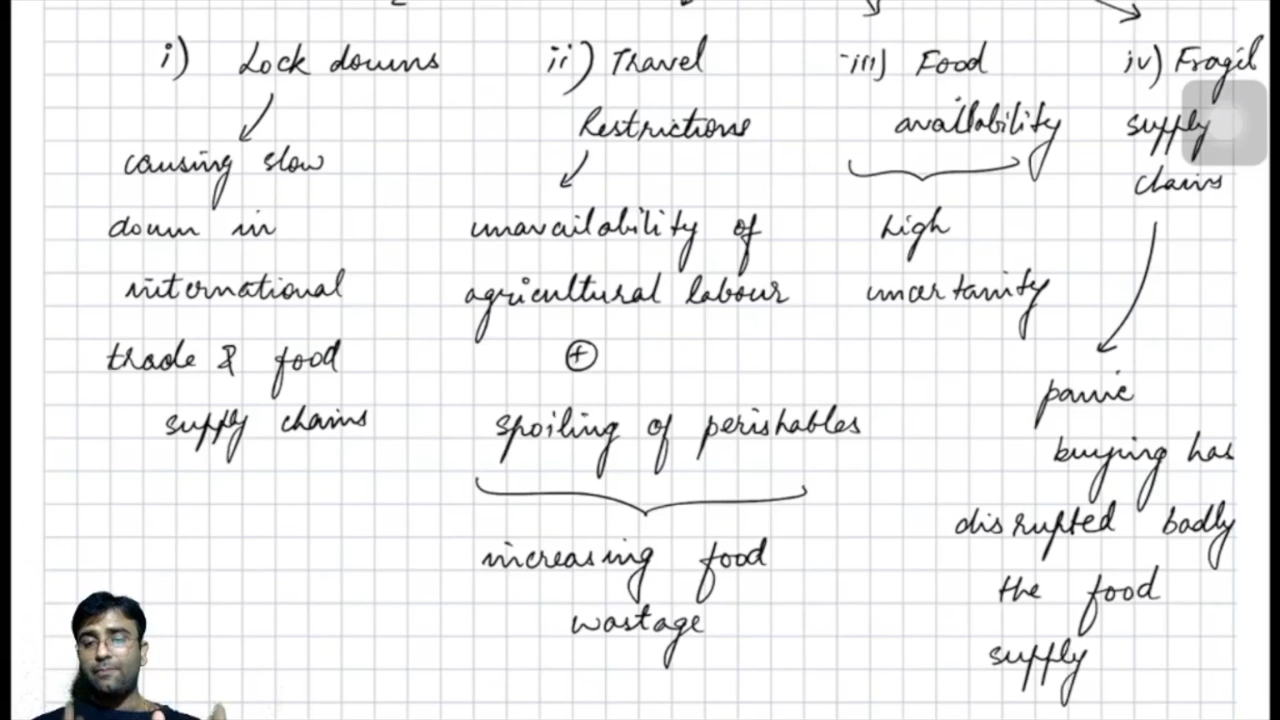 i) Lock downs
causing slow
down in
international
trade & food
supply chains
ii) Travel
Restrictions
unavailability of
agricultural labour
+
spoiling of perishables
increasing food
wastage
iii) Food
availability
high
uncertainity
iv) Fragil
supply
chains
panic
buying has
disrupted badly
the food
supply